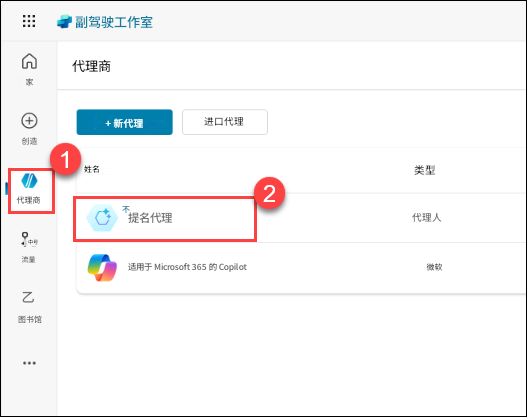 副驾驶工作室
家
创造
代理商
中号
流量
图书馆
代理商
+ 新代理
进口代理
姓名
类型
不
提名代理
代理人
适用于 Microsoft 365 的 Copilot
微软
1
2